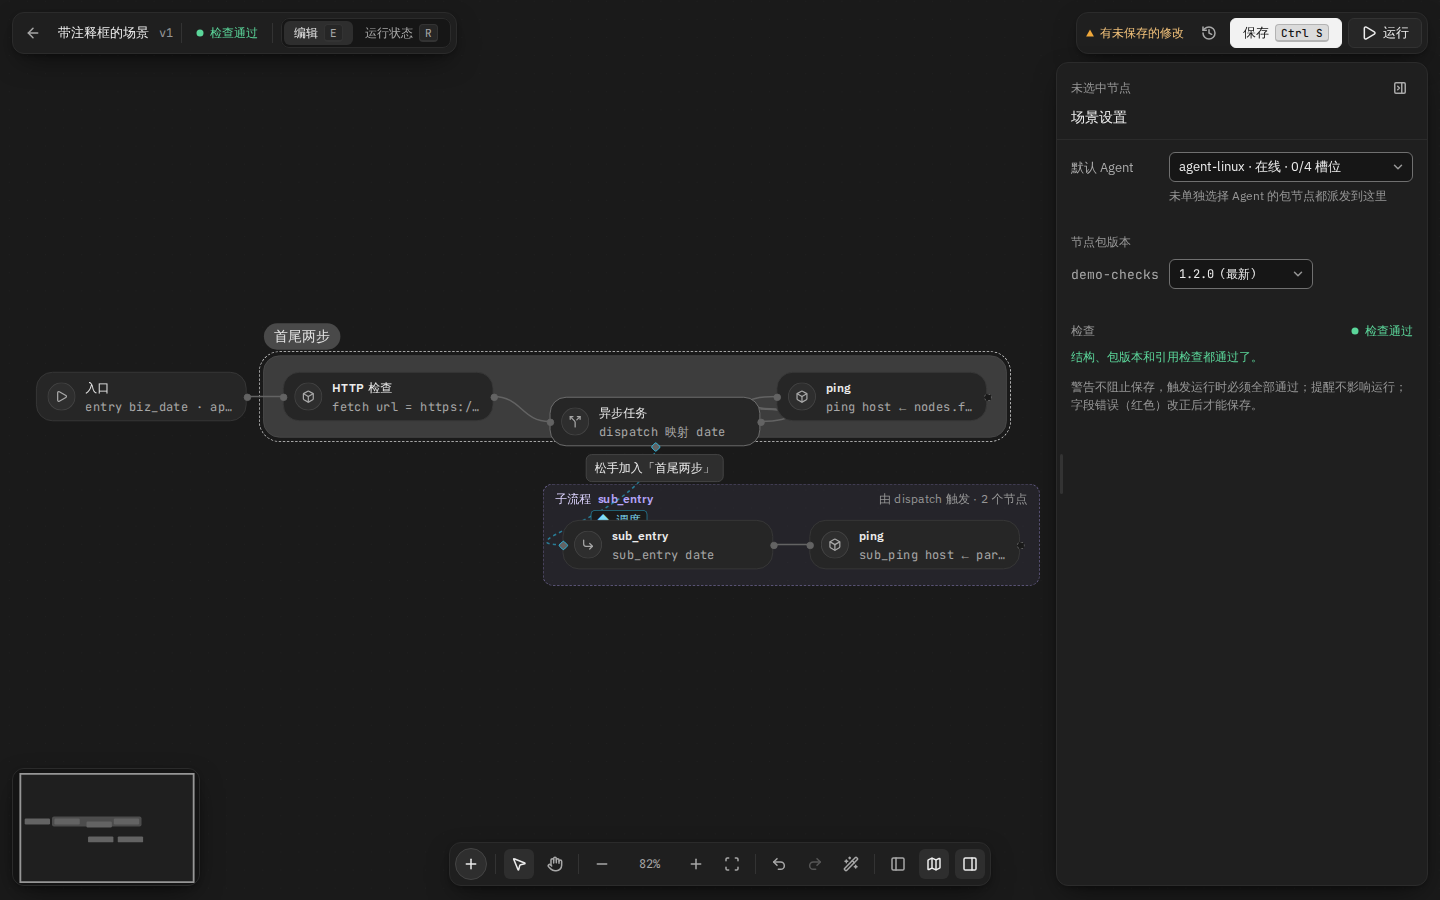 带注释框的场景 v1 检查通过 编辑 E 运行状态 R
有未保存的修改 保存 Ctrl S 运行
未选中节点
场景设置
默认 Agent agent-linux · 在线 · 0/4 槽位
未单独选择 Agent 的包节点都派发到这里
节点包版本
demo-checks 1.2.0 (最新)
检查 检查通过
结构、包版本和引用检查都通过了。
警告不阻止保存，触发运行时必须全部通过；提醒不影响运行；
字段错误（红色）改正后才能保存。
首尾两步
入口
entry biz_date · ap…
HTTP 检查
fetch url = https:/…
异步任务
dispatch 映射 date
ping
ping host ← nodes.f…
松手加入「首尾两步」
子流程 sub_entry 由 dispatch 触发 · 2 个节点
调度
sub_entry
sub_entry date
ping
sub_ping host ← par…
82%